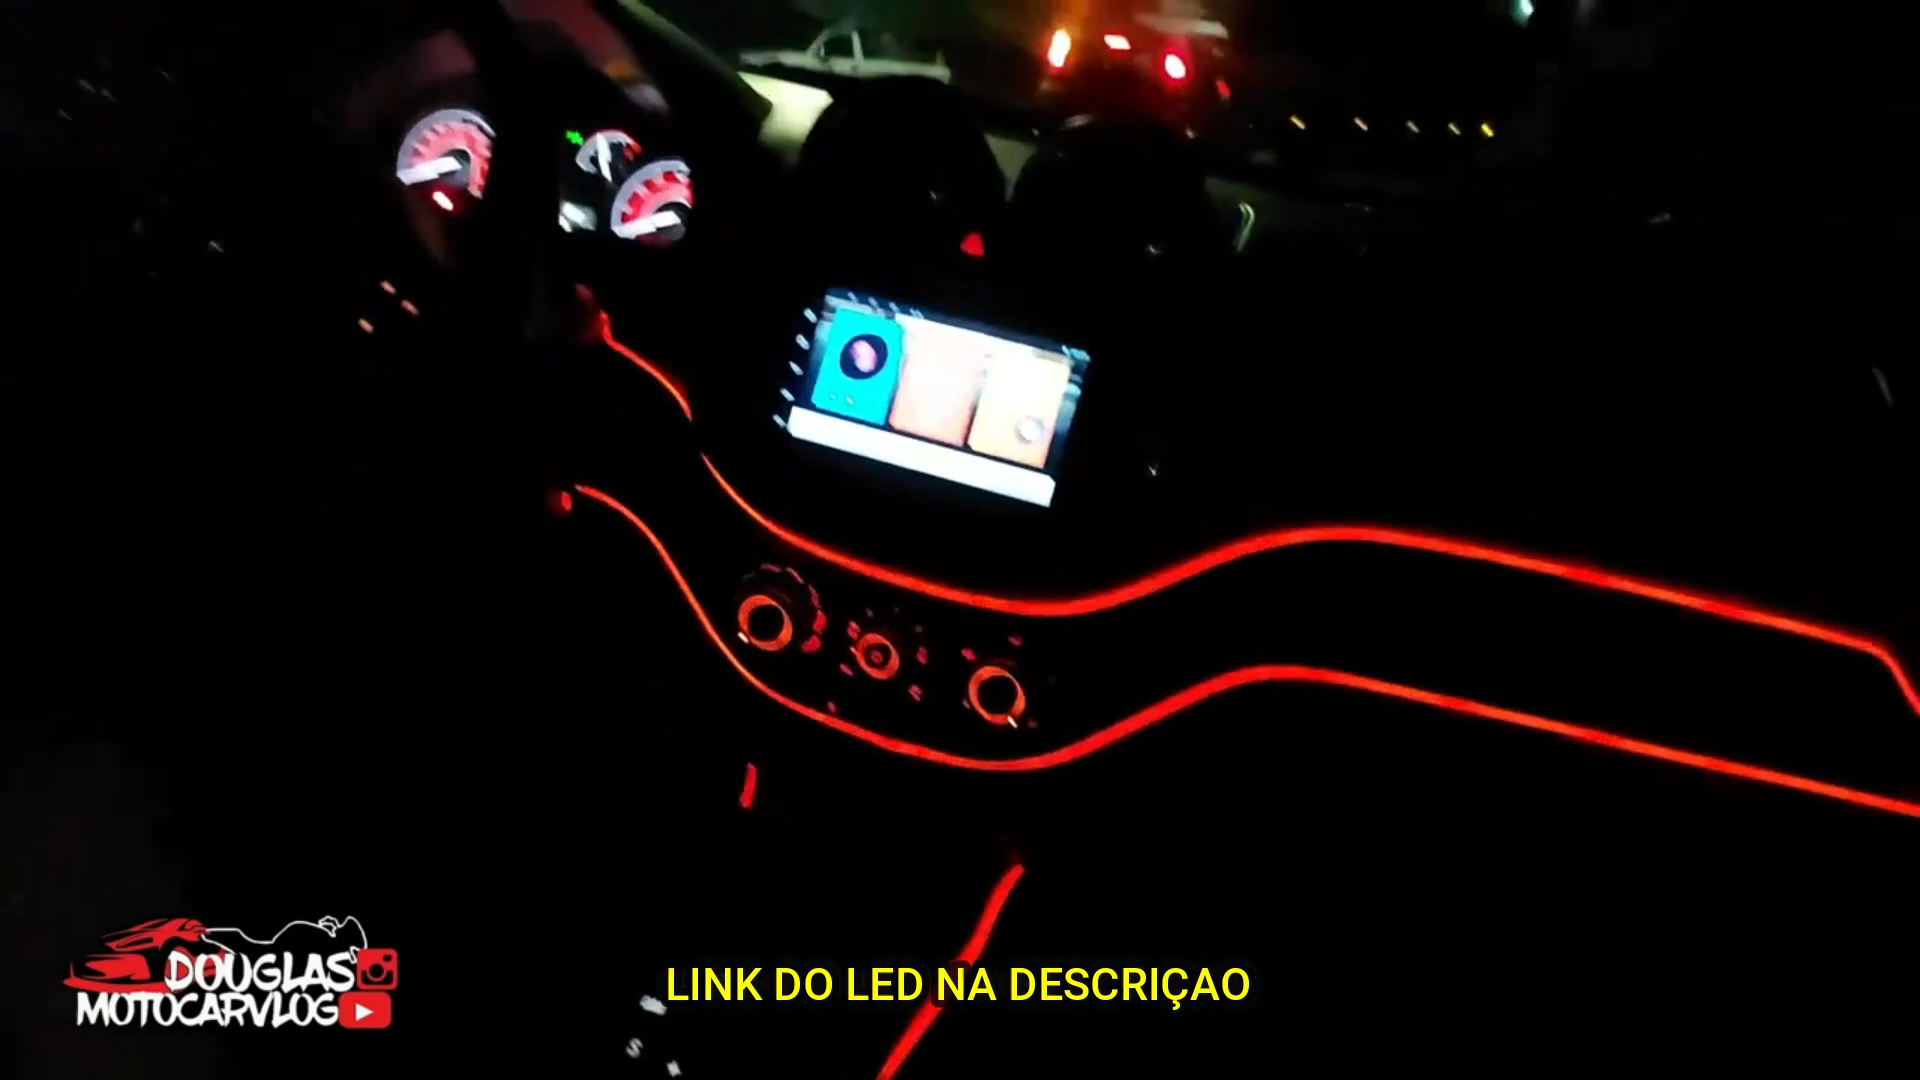 DOUGLAS
MOTOCARVLOG
LINK DO LED NA DESCRIÇAO
S